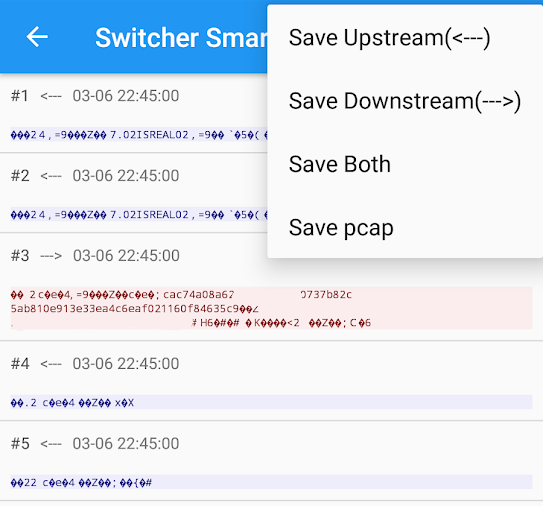 Switcher Smar
Save Upstream(<---)
Save Downstream(--->)
Save Both
Save pcap
#1 <--- 03-06 22:45:00
���24,=9���Z�� 7.02ISREAL02,=9�� `�5�(�
#2 <--- 03-06 22:45:00
���24,=9���Z�� 7.02ISREAL02,=9�� `�5�(�
#3 ---> 03-06 22:45:00
�� 2c�e�4,=9���Z��c�e�;cac74a08a62 0737b82c
5ab810e913e33ea4c6eaf021160f84635c9��∠
#H6�#�# �K����<2 ��Z��;C�6
#4 <--- 03-06 22:45:00
��.2 c�e�4��Z�� x�X
#5 <--- 03-06 22:45:00
��22 c�e�4��Z��;��{�#